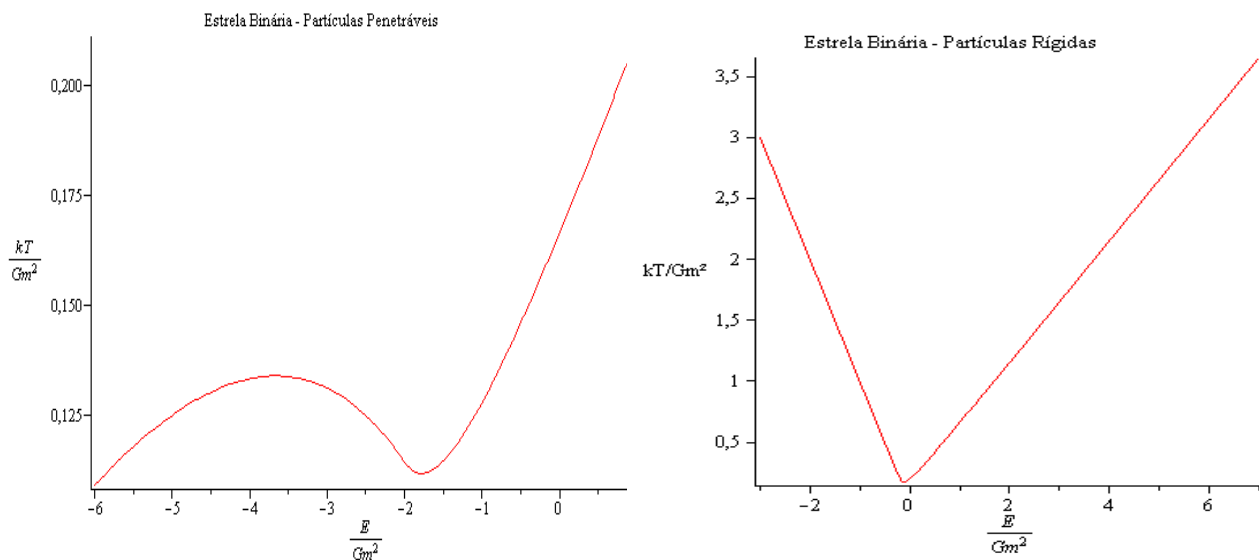 Estrela Binária - Partículas Penetráveis
0,200
0,175
kT
Gm²
0,150
0,125
−6 −5 −4 −3 −2 −1 0
E
Gm²
Estrela Binária - Partículas Rígidas
3,5
3
2,5
2
kT/Gm²
1,5
1
0,5
−2 0 2 4 6
E
Gm²